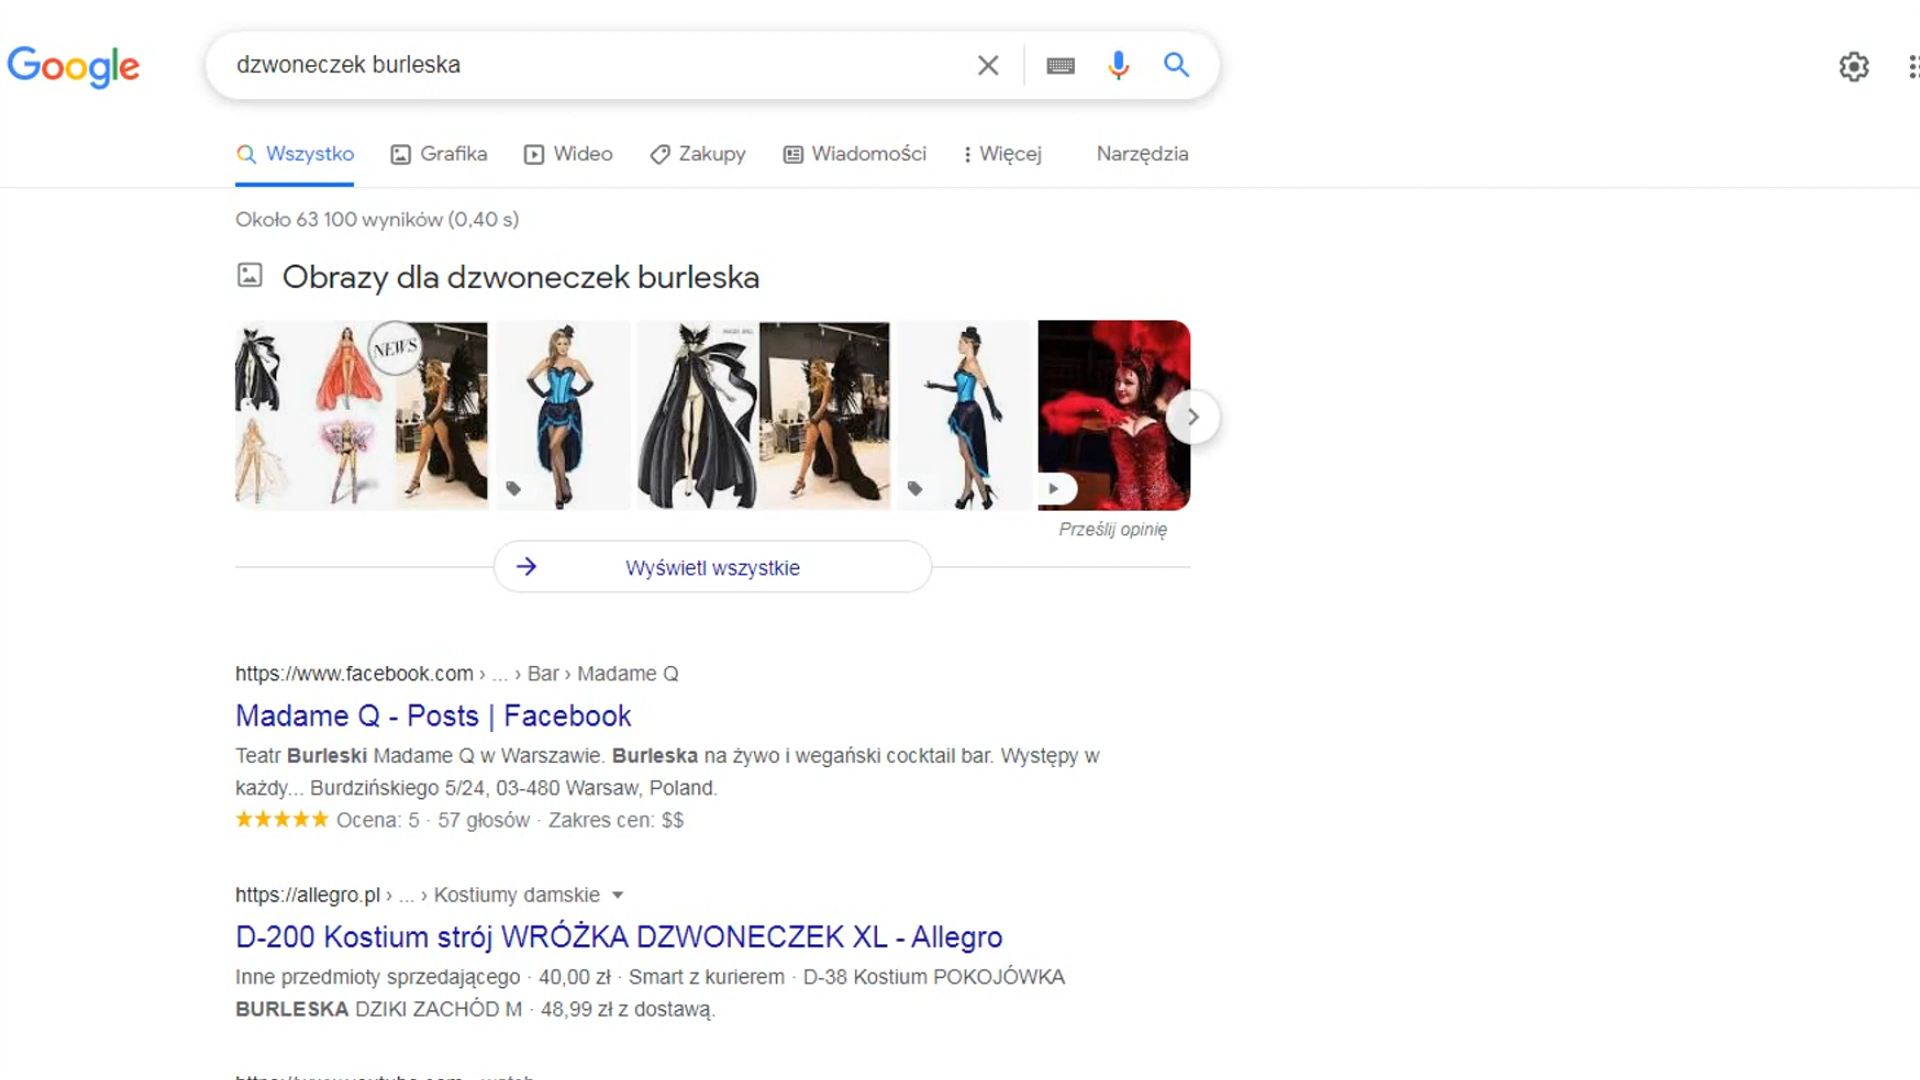 Google
dzwoneczek burleska
Wszystko
Grafika
Wideo
Zakupy
Wiadomości
Więcej
Narzędzia
Około 63 100 wyników (0,40 s)
Obrazy dla dzwoneczek burleska
NEWS
Prześlij opinię
Wyświetl wszystkie
https://www.facebook.com › ... › Bar › Madame Q
Madame Q - Posts | Facebook
Teatr Burleski Madame Q w Warszawie. Burleska na żywo i wegański cocktail bar. Występy w
każdy... Burdzińskiego 5/24, 03-480 Warsaw, Poland.
Ocena: 5 · 57 głosów · Zakres cen: $$
https://allegro.pl › ... › Kostiumy damskie
D-200 Kostium strój WRÓŻKA DZWONECZEK XL - Allegro
Inne przedmioty sprzedającego · 40,00 zł · Smart z kurierem · D-38 Kostium POKOJÓWKA
BURLESKA DZIKI ZACHÓD M · 48,99 zł z dostawą.